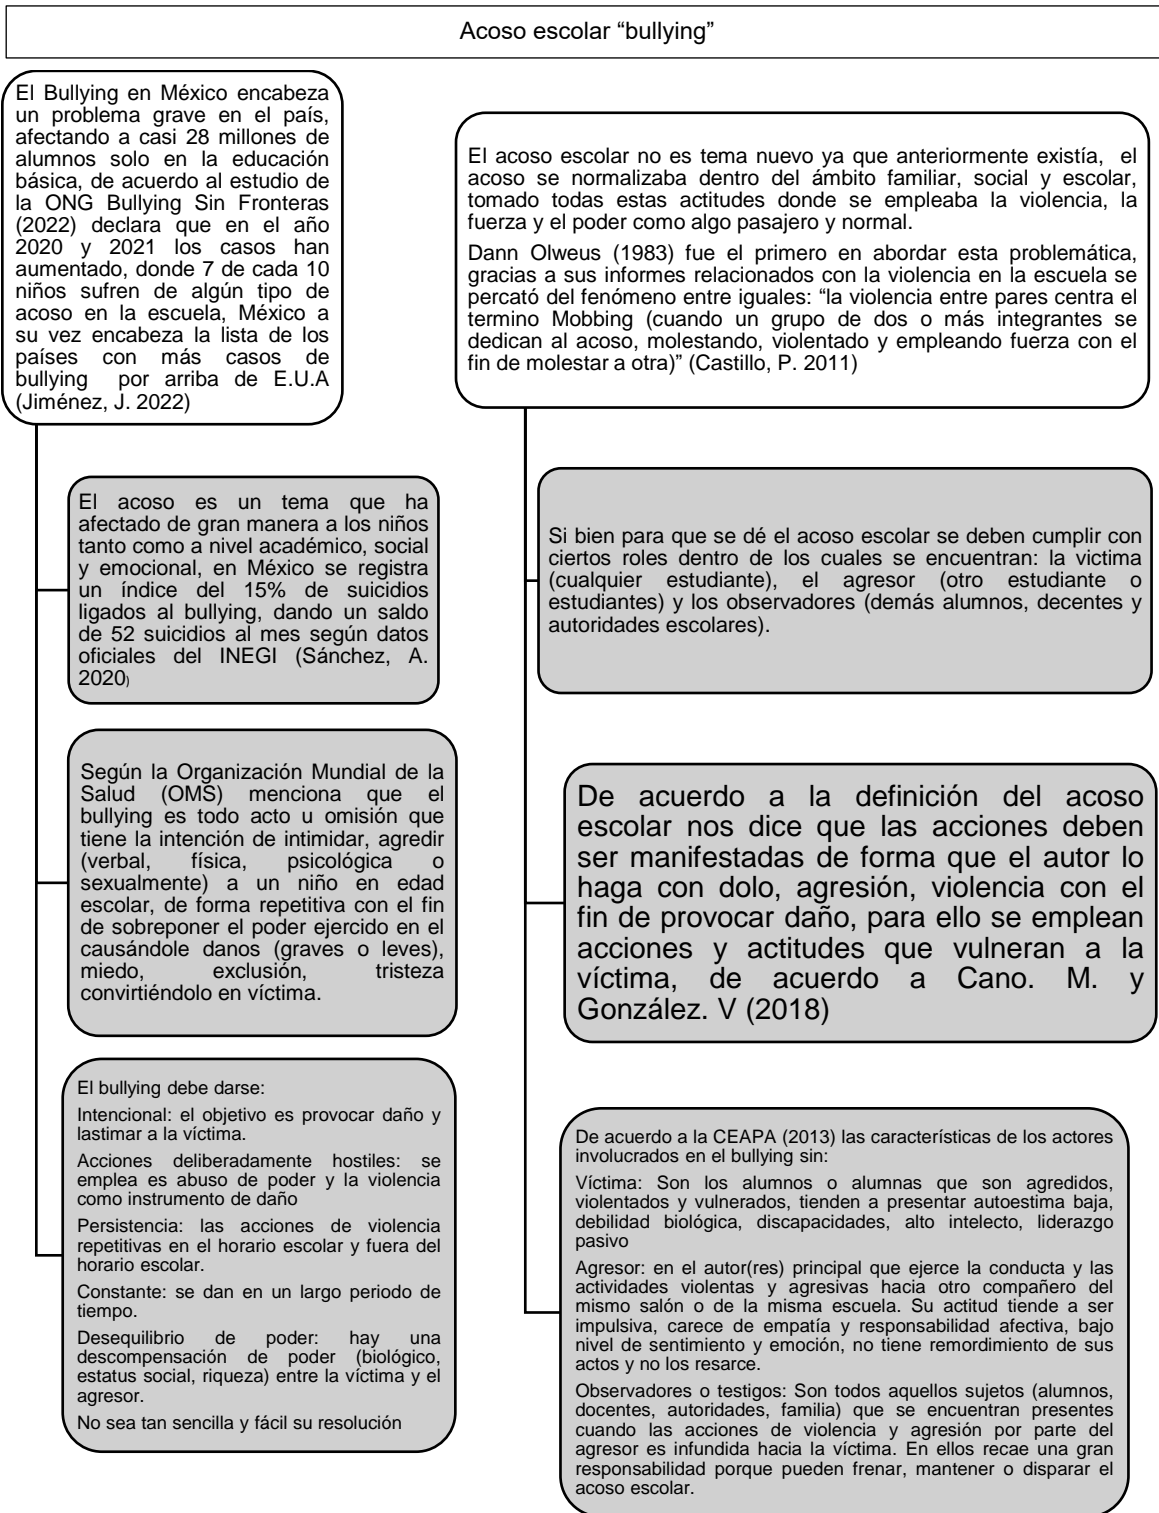 Acoso escolar “bullying”
El Bullying en México encabeza
un problema grave en el país,
afectando a casi 28 millones de
alumnos solo en la educación
básica, de acuerdo al estudio de
la ONG Bullying Sin Fronteras
(2022) declara que en el año
2020 y 2021 los casos han
aumentado, donde 7 de cada 10
niños sufren de algún tipo de
acoso en la escuela, México a
su vez encabeza la lista de los
países con más casos de
bullying por arriba de E.U.A
(Jiménez, J. 2022)
El acoso es un tema que ha
afectado de gran manera a los niños
tanto como a nivel académico, social
y emocional, en México se registra
un índice del 15% de suicidios
ligados al bullying, dando un saldo
de 52 suicidios al mes según datos
oficiales del INEGI (Sánchez, A.
2020)
Según la Organización Mundial de la
Salud (OMS) menciona que el
bullying es todo acto u omisión que
tiene la intención de intimidar, agredir
(verbal, física, psicológica o
sexualmente) a un niño en edad
escolar, de forma repetitiva con el fin
de sobreponer el poder ejercido en el
causándole danos (graves o leves),
miedo, exclusión, tristeza
convirtiéndolo en víctima.
El bullying debe darse:
Intencional: el objetivo es provocar daño y
lastimar a la víctima.
Acciones deliberadamente hostiles: se
emplea es abuso de poder y la violencia
como instrumento de daño
Persistencia: las acciones de violencia
repetitivas en el horario escolar y fuera del
horario escolar.
Constante: se dan en un largo periodo de
tiempo.
Desequilibrio de poder: hay una
descompensación de poder (biológico,
estatus social, riqueza) entre la víctima y el
agresor.
No sea tan sencilla y fácil su resolución
El acoso escolar no es tema nuevo ya que anteriormente existía, el
acoso se normalizaba dentro del ámbito familiar, social y escolar,
tomado todas estas actitudes donde se empleaba la violencia, la
fuerza y el poder como algo pasajero y normal.
Dann Olweus (1983) fue el primero en abordar esta problemática,
gracias a sus informes relacionados con la violencia en la escuela se
percató del fenómeno entre iguales: “la violencia entre pares centra el
termino Mobbing (cuando un grupo de dos o más integrantes se
dedican al acoso, molestando, violentado y empleando fuerza con el
fin de molestar a otra)” (Castillo, P. 2011)
Si bien para que se dé el acoso escolar se deben cumplir con
ciertos roles dentro de los cuales se encuentran: la victima
(cualquier estudiante), el agresor (otro estudiante o
estudiantes) y los observadores (demás alumnos, decentes y
autoridades escolares).
De acuerdo a la definición del acoso
escolar nos dice que las acciones deben
ser manifestadas de forma que el autor lo
haga con dolo, agresión, violencia con el
fin de provocar daño, para ello se emplean
acciones y actitudes que vulneran a la
víctima, de acuerdo a Cano. M. y
González. V (2018)
De acuerdo a la CEAPA (2013) las características de los actores
involucrados en el bullying sin:
Víctima: Son los alumnos o alumnas que son agredidos,
violentados y vulnerados, tienden a presentar autoestima baja,
debilidad biológica, discapacidades, alto intelecto, liderazgo
pasivo
Agresor: en el autor(res) principal que ejerce la conducta y las
actividades violentas y agresivas hacia otro compañero del
mismo salón o de la misma escuela. Su actitud tiende a ser
impulsiva, carece de empatía y responsabilidad afectiva, bajo
nivel de sentimiento y emoción, no tiene remordimiento de sus
actos y no los resarce.
Observadores o testigos: Son todos aquellos sujetos (alumnos,
docentes, autoridades, familia) que se encuentran presentes
cuando las acciones de violencia y agresión por parte del
agresor es infundida hacia la víctima. En ellos recae una gran
responsabilidad porque pueden frenar, mantener o disparar el
acoso escolar.